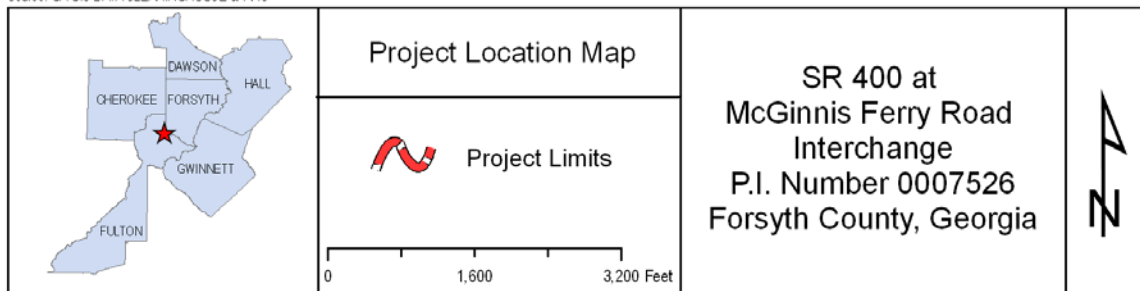 DAWSON
HALL
CHEROKEE
FORSYTH
GWINNETT
FULTON
Project Location Map
Project Limits
0
1,600
3,200 Feet
SR 400 at
McGinnis Ferry Road
Interchange
P.I. Number 0007526
Forsyth County, Georgia
N